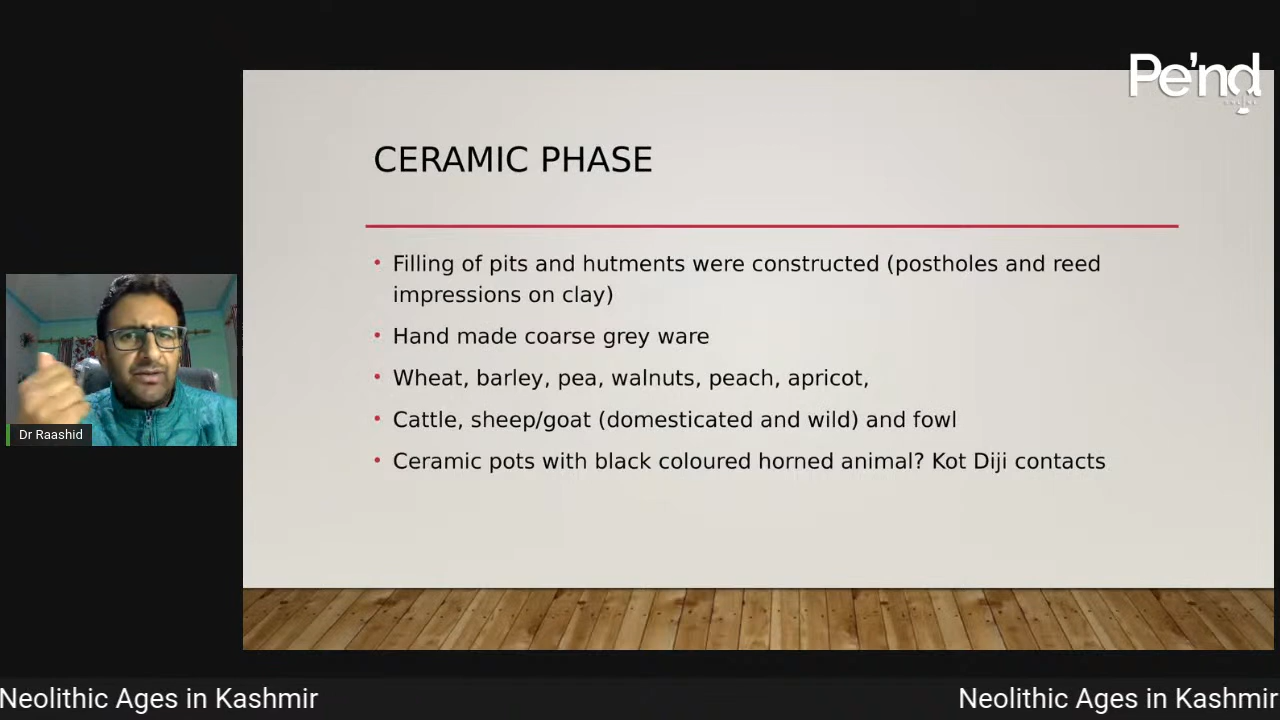 Pe'nd
CERAMIC PHASE
• Filling of pits and hutments were constructed (postholes and reed
impressions on clay)
• Hand made coarse grey ware
• Wheat, barley, pea, walnuts, peach, apricot,
• Cattle, sheep/goat (domesticated and wild) and fowl
• Ceramic pots with black coloured horned animal? Kot Diji contacts
Dr Raashid
Neolithic Ages in Kashmir
Neolithic Ages in Kashmir